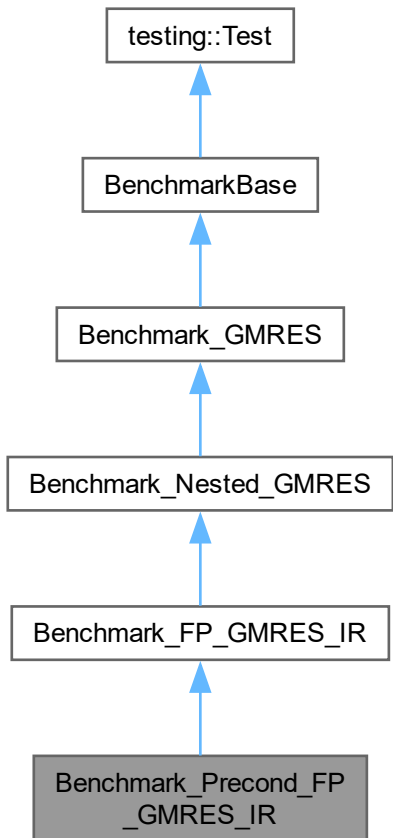 testing::Test
BenchmarkBase
Benchmark_GMRES
Benchmark_Nested_GMRES
Benchmark_FP_GMRES_IR
Benchmark_Precond_FP
_GMRES_IR